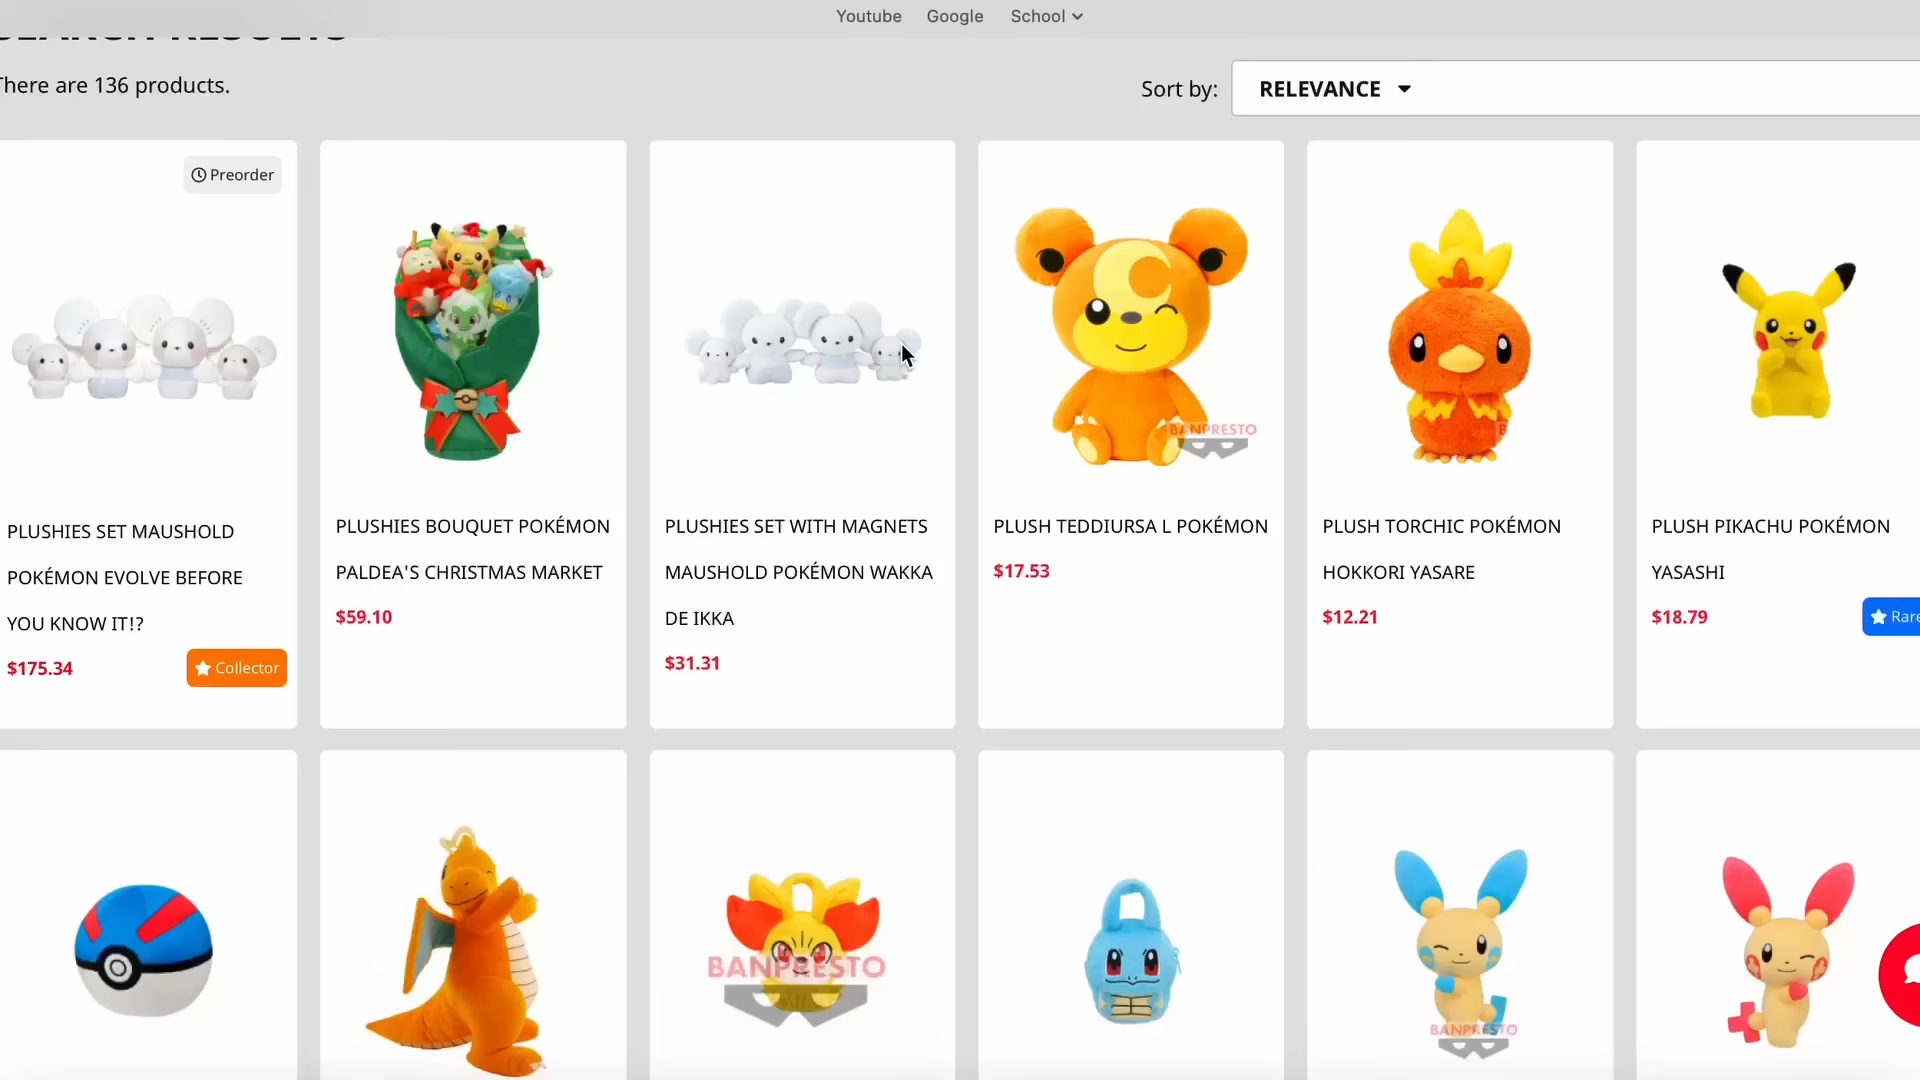 Youtube Google School
SEARCH RESULTS
There are 136 products.
Sort by: RELEVANCE
Preorder
PLUSHIES SET MAUSHOLD
POKÉMON EVOLVE BEFORE
YOU KNOW IT!?
$175.34
Collector
PLUSHIES BOUQUET POKÉMON
PALDEA'S CHRISTMAS MARKET
$59.10
PLUSHIES SET WITH MAGNETS
MAUSHOLD POKÉMON WAKKA
DE IKKA
$31.31
BANPRESTO
PLUSH TEDDIURSA L POKÉMON
$17.53
PLUSH TORCHIC POKÉMON
HOKKORI YASARE
$12.21
PLUSH PIKACHU POKÉMON
YASASHI
$18.79
Rare
BANPRESTO
BANPRESTO